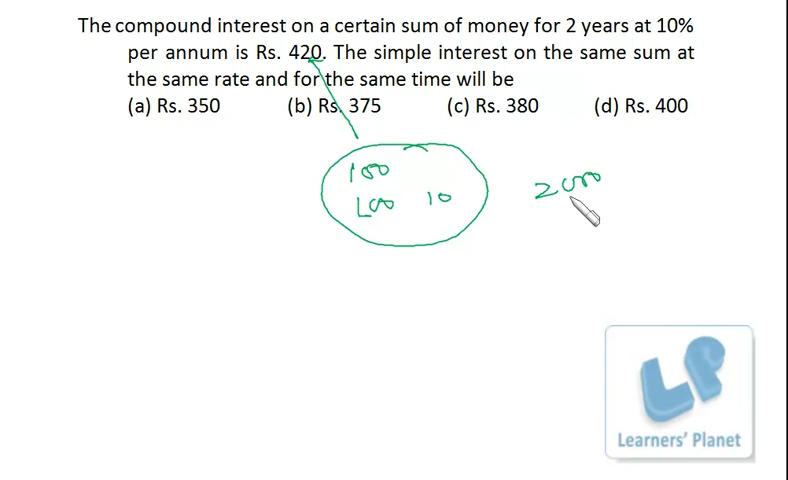 The compound interest on a certain sum of money for 2 years at 10%
per annum is Rs. 420. The simple interest on the same sum at
the same rate and for the same time will be
(a) Rs. 350 (b) Rs. 375 (c) Rs. 380 (d) Rs. 400
100
100 10
2000
LP
Learners' Planet